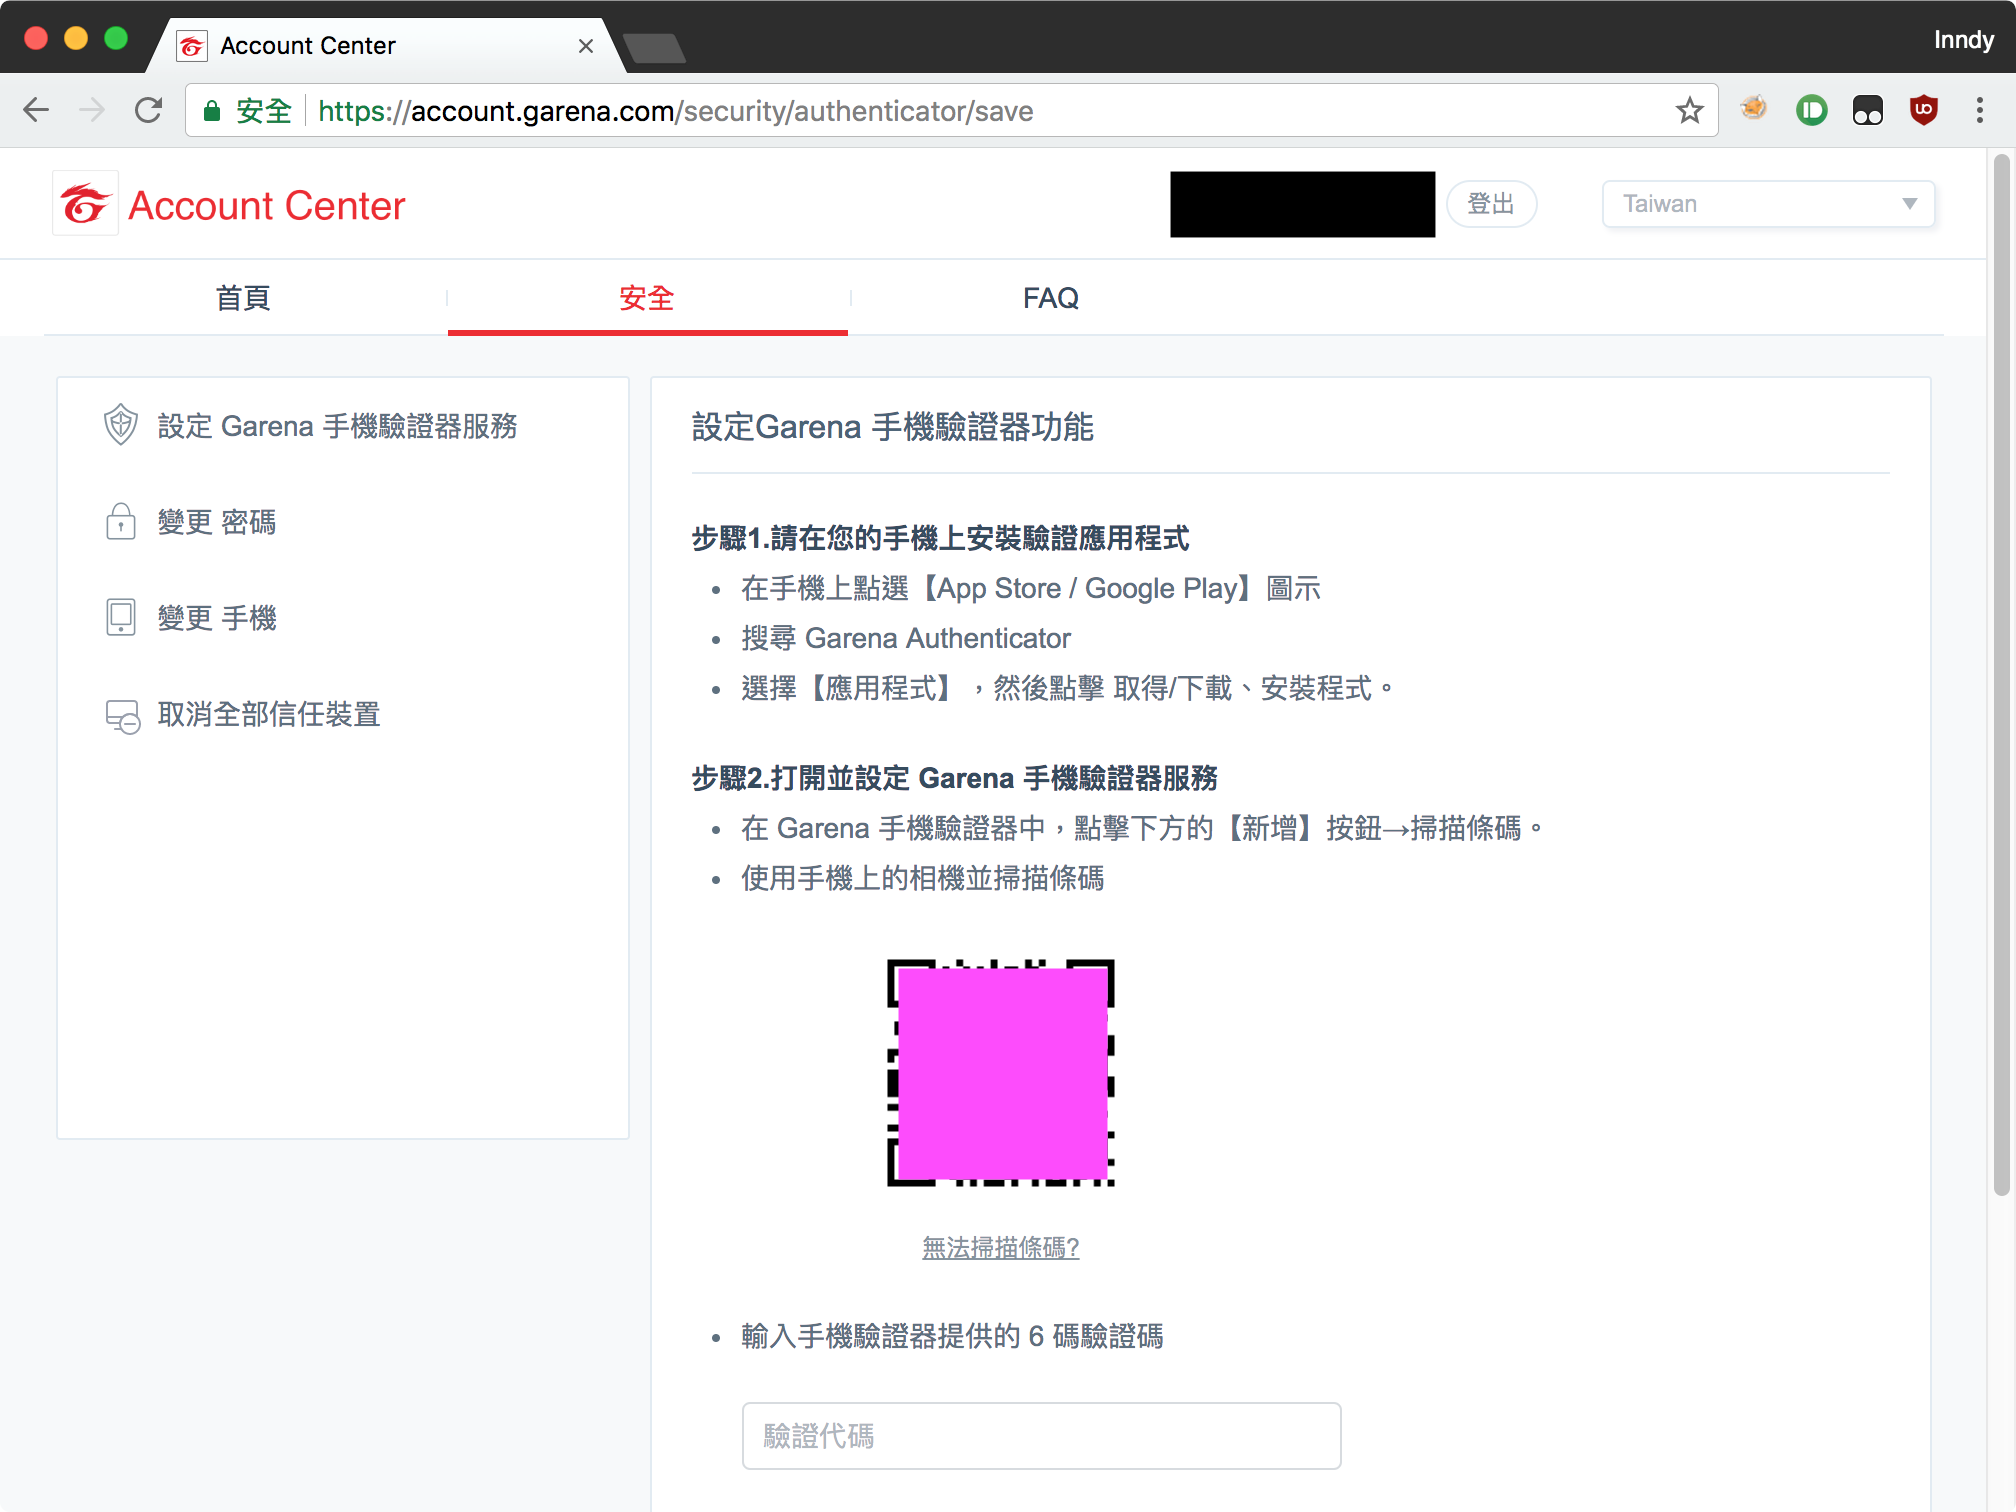 Account Center
Inndy
安全 https://account.garena.com/security/authenticator/save
Account Center
登出
Taiwan
首頁
安全
FAQ
設定 Garena 手機驗證器服務
變更 密碼
變更 手機
取消全部信任裝置
設定Garena 手機驗證器功能
步驟1.請在您的手機上安裝驗證應用程式
• 在手機上點選【App Store / Google Play】圖示
• 搜尋 Garena Authenticator
• 選擇【應用程式】，然後點擊 取得/下載、安裝程式。
步驟2.打開並設定 Garena 手機驗證器服務
• 在 Garena 手機驗證器中，點擊下方的【新增】按鈕→掃描條碼。
• 使用手機上的相機並掃描條碼
無法掃描條碼?
• 輸入手機驗證器提供的 6 碼驗證碼
驗證代碼